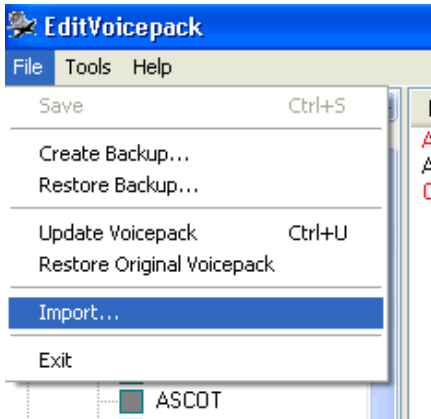 EditVoicepack
File Tools Help
Save Ctrl+S
Create Backup...
Restore Backup...
Update Voicepack Ctrl+U
Restore Original Voicepack
Import...
Exit
ASCOT